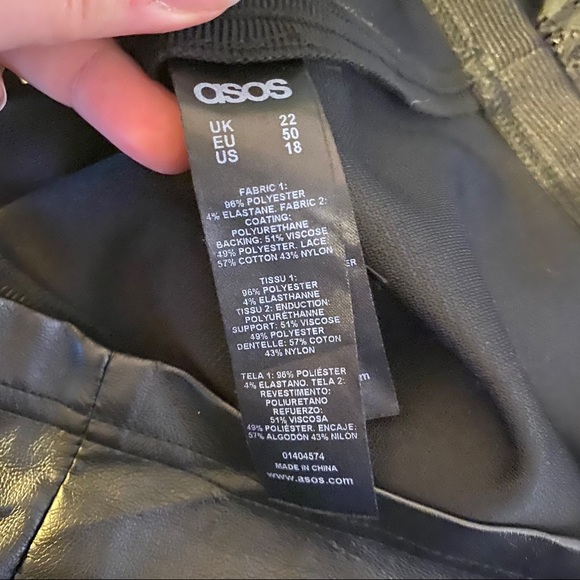 asos
UK 22
EU 50
US 18
FABRIC 1:
96% POLYESTER
4% ELASTANE. FABRIC 2:
COATING:
POLYURETHANE
BACKING: 51% VISCOSE
49% POLYESTER. LACE:
57% COTTON 43% NYLON
TISSU 1:
96% POLYESTER
4% ELASTHANNE
TISSU 2: ENDUCTION:
POLYURÉTHANNE
SUPPORT: 51% VISCOSE
49% POLYESTER
DENTELLE: 57% COTON
43% NYLON
TELA 1: 96% POLIÉSTER
4% ELASTANO. TELA 2:
REVESTIMENTO:
POLIURETANO
REFUERZO:
51% VISCOSA
49% POLIÉSTER. ENCAJE:
57% ALGODÓN 43% NILON
01404574
MADE IN CHINA
www.asos.com